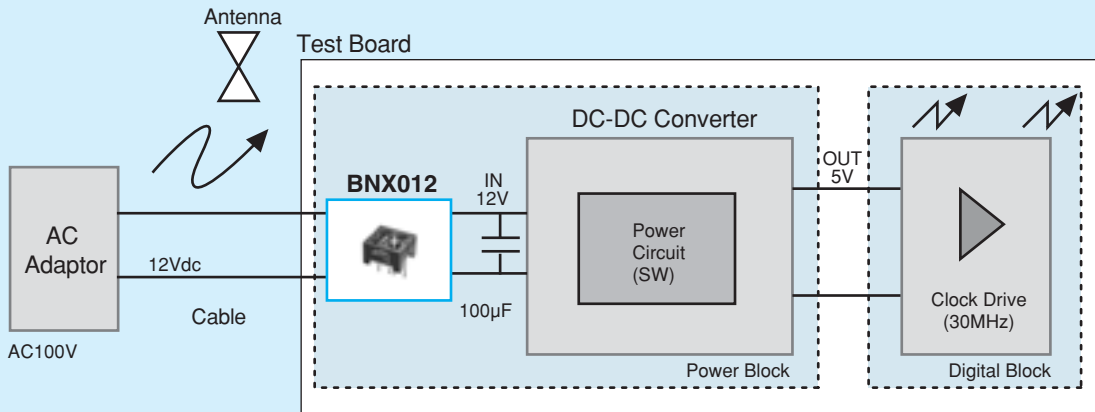 Antenna
Test Board
DC-DC Converter
BNX012
IN
12V
OUT
5V
AC
Adaptor
12Vdc
Cable
100µF
Power
Circuit
(SW)
Clock Drive
(30MHz)
AC100V
Power Block
Digital Block